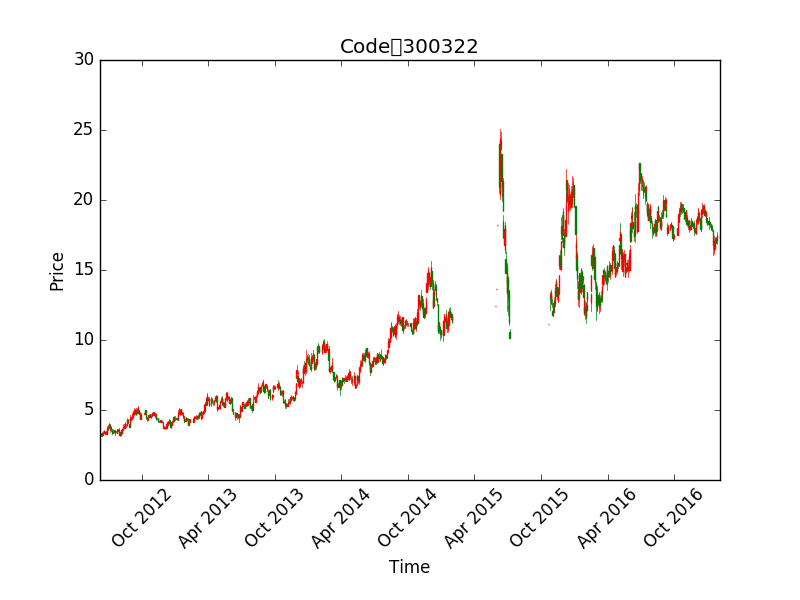 Code▯300322
30
25
20
15
10
5
0
Price
Oct 2012
Apr 2013
Oct 2013
Apr 2014
Oct 2014
Apr 2015
Oct 2015
Apr 2016
Oct 2016
Time